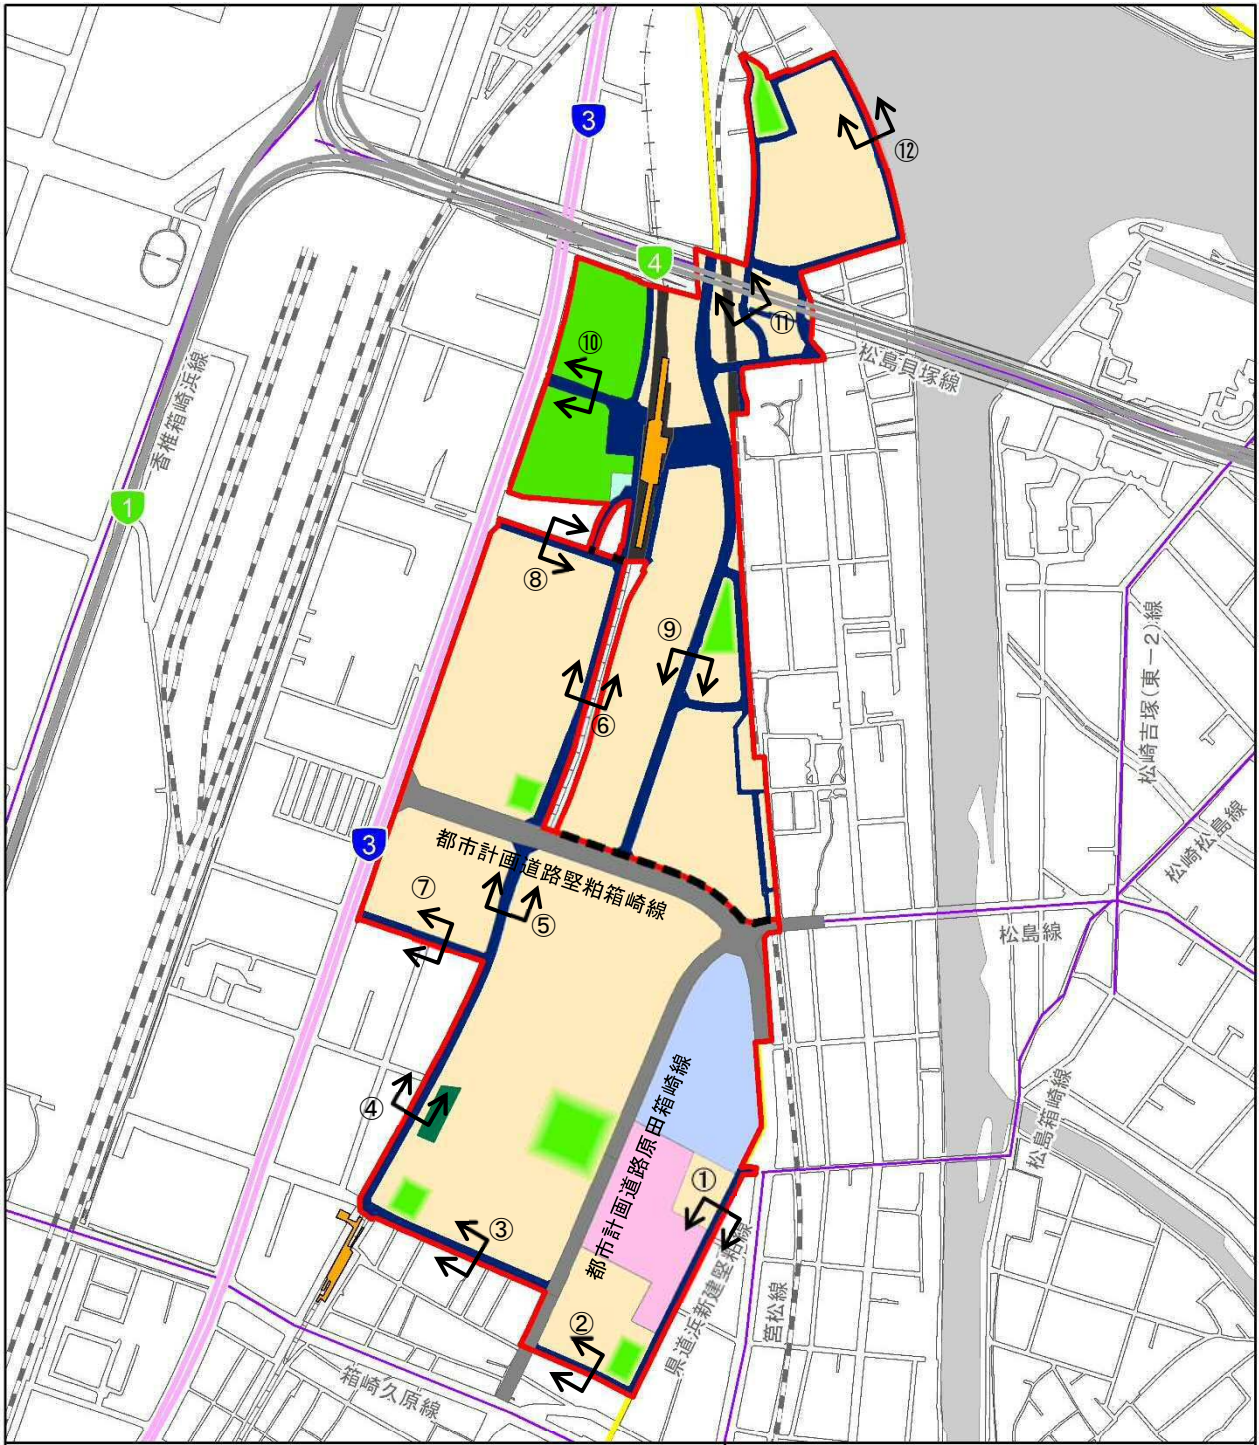 3
⑫
4
⑪
松島貝塚線
⑩
香椎箱崎浜線
1
⑧
⑨
⑥
松崎吉塚(東－2)線
松崎松島線
3
都市計画道路堅粕箱崎線
⑦
⑤
松島線
④
松島箱崎線
都市計画道路原田箱崎線
①
③
県道浜新建堅粕線
宮松線
②
箱崎久原線